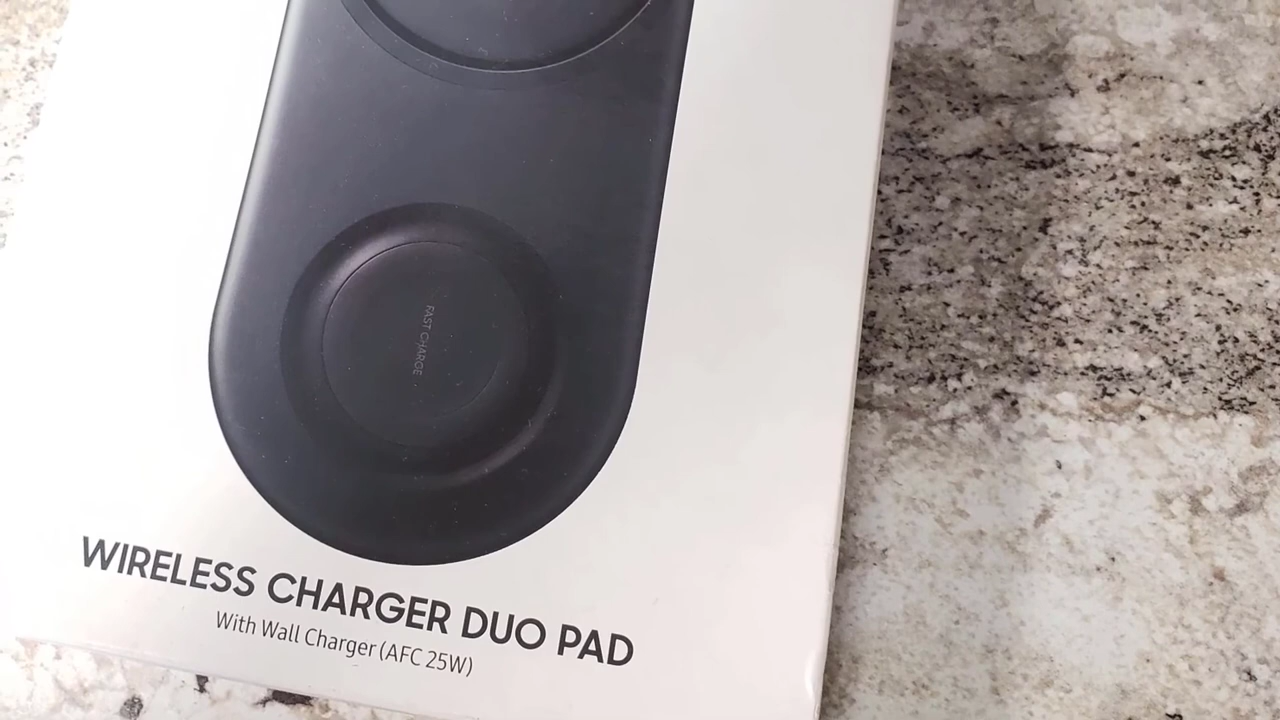 FAST CHARGE
WIRELESS CHARGER DUO PAD
With Wall Charger (AFC 25W)